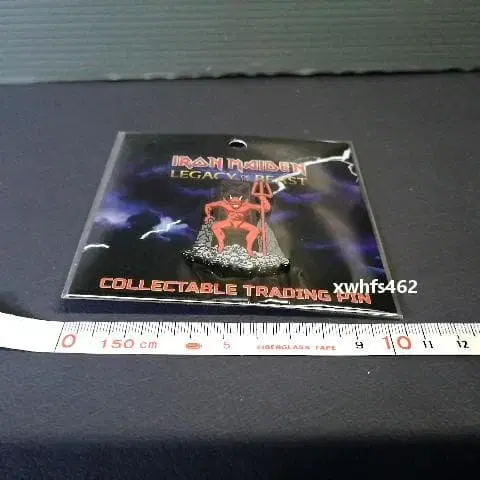 IRON MAIDEN
LEGACY OF THE BEAST
COLLECTABLE TRADING PIN
xwhfs462
0 150cm 5 FIBERGLASS TAPE 9 10 11 12